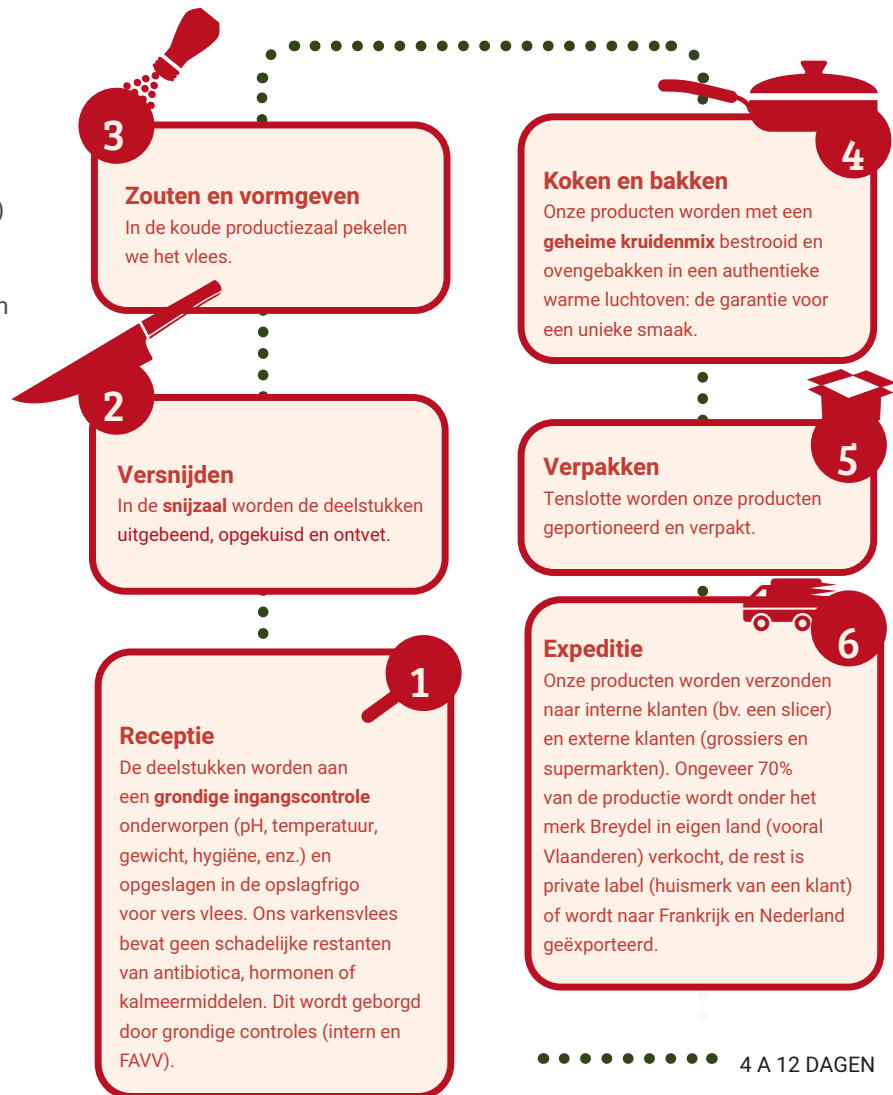 )
n
3
Zouten en vormgeven
In de koude productiezaal pekelen
we het vlees.
2
Versnijden
In de snijzaal worden de deelstukken
uitgebeend, opgekuisd en ontvet.
1
Receptie
De deelstukken worden aan
een grondige ingangscontrole
onderworpen (pH, temperatuur,
gewicht, hygiëne, enz.) en
opgeslagen in de opslagfrigo
voor vers vlees. Ons varkensvlees
bevat geen schadelijke restanten
van antibiotica, hormonen of
kalmeermiddelen. Dit wordt geborgd
door grondige controles (intern en
FAVV).
4
Koken en bakken
Onze producten worden met een
geheime kruidenmix bestrooid en
ovengebakken in een authentieke
warme luchtoven: de garantie voor
een unieke smaak.
5
Verpakken
Tenslotte worden onze producten
geportioneerd en verpakt.
6
Expeditie
Onze producten worden verzonden
naar interne klanten (bv. een slicer)
en externe klanten (grossiers en
supermarkten). Ongeveer 70%
van de productie wordt onder het
merk Breydel in eigen land (vooral
Vlaanderen) verkocht, de rest is
private label (huismerk van een klant)
of wordt naar Frankrijk en Nederland
geëxporteerd.
4 A 12 DAGEN